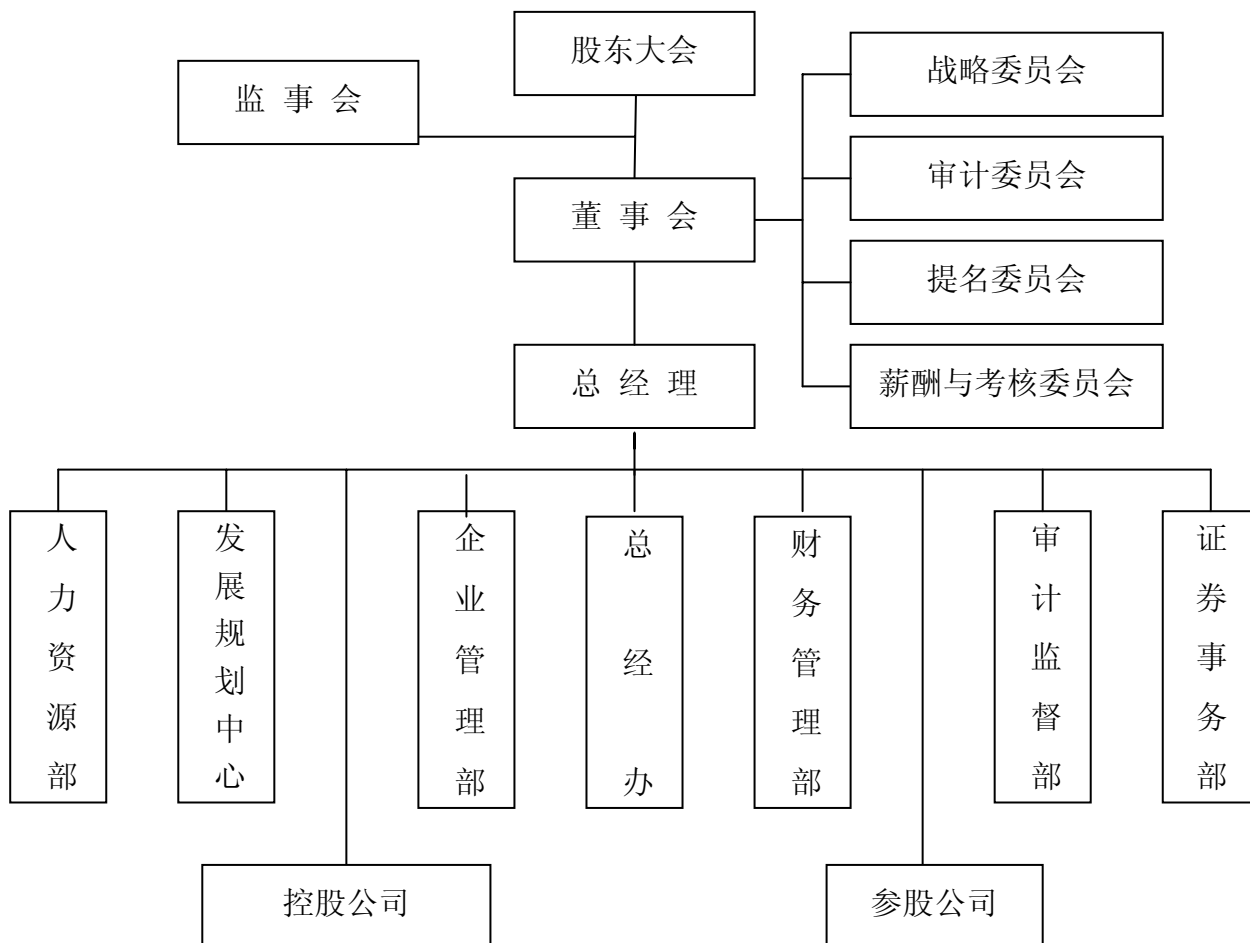 股东大会
战略委员会
监 事 会
审计委员会
董 事 会
提名委员会
总 经 理
薪酬与考核委员会
人力资源部
发展规划中心
企业管理部
总经办
财务管理部
审计监督部
证券事务部
控股公司
参股公司